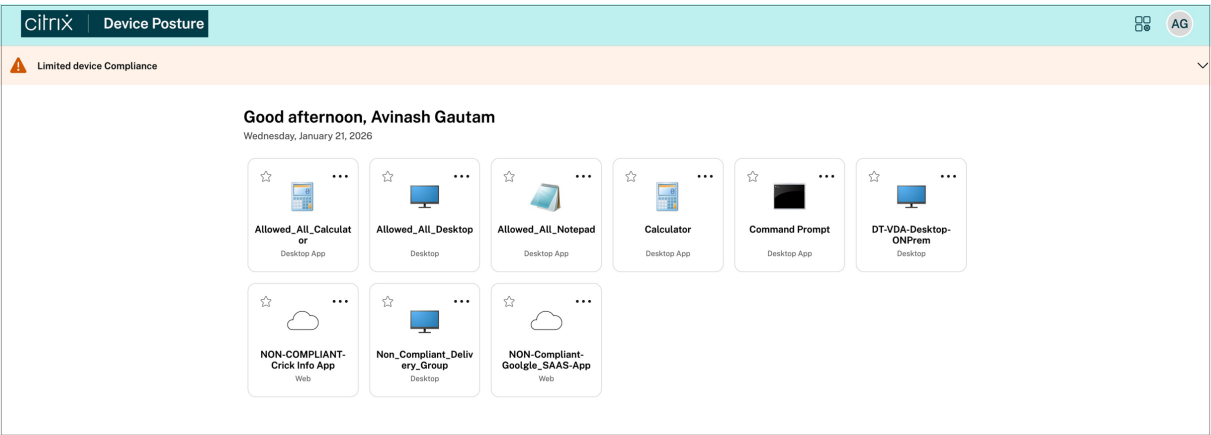 citrix | Device Posture
AG
Limited device Compliance
Good afternoon, Avinash Gautam
Wednesday, January 21, 2026
Allowed_All_Calculat
or
Desktop App
Allowed_All_Desktop
Desktop
Allowed_All_Notepad
Desktop App
Calculator
Desktop App
Command Prompt
Desktop App
DT-VDA-Desktop-
ONPrem
Desktop
NON-COMPLIANT-
Crick Info App
Web
Non_Compliant_Deliv
ery_Group
Desktop
NON-Compliant-
Goolgle_SAAS-App
Web